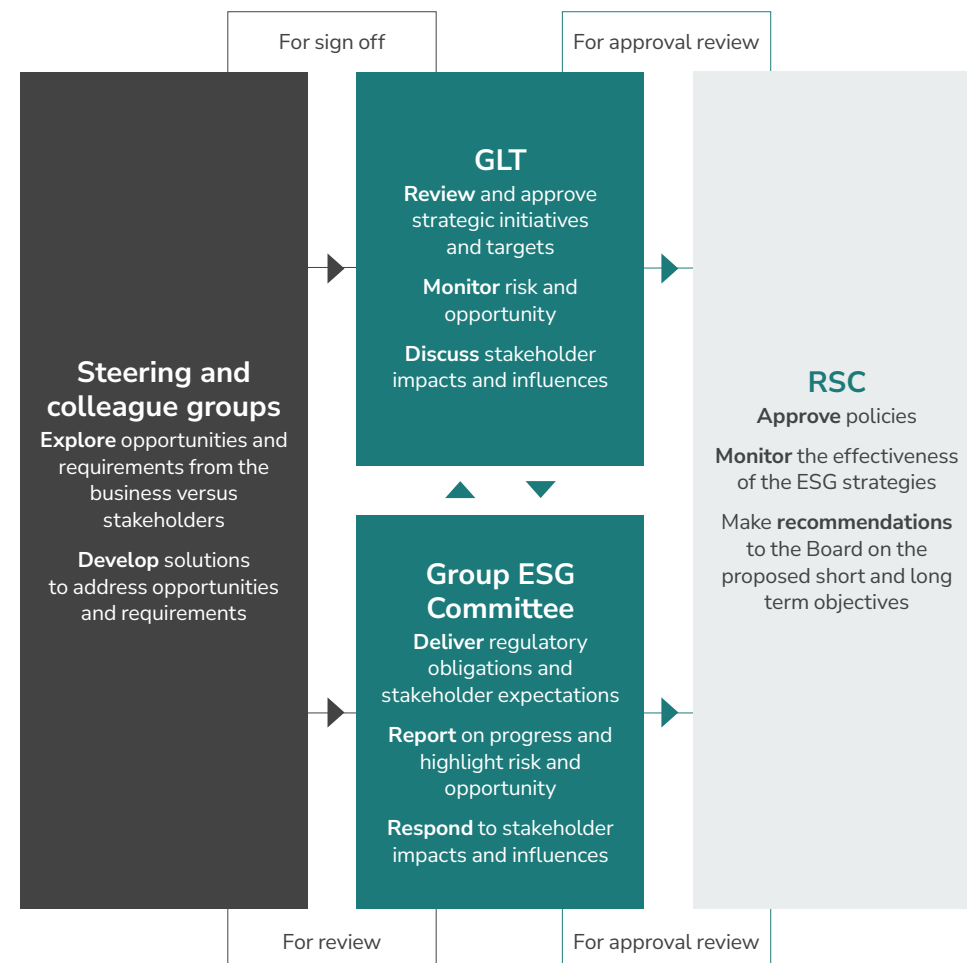 For sign off
For approval review
Steering and
colleague groups
Explore opportunities and
requirements from the
business versus
stakeholders
Develop solutions
to address opportunities
and requirements
GLT
Review and approve
strategic initiatives
and targets
Monitor risk and
opportunity
Discuss stakeholder
impacts and influences
Group ESG
Committee
Deliver regulatory
obligations and
stakeholder expectations
Report on progress and
highlight risk and
opportunity
Respond to stakeholder
impacts and influences
RSC
Approve policies
Monitor the effectiveness
of the ESG strategies
Make recommendations
to the Board on the
proposed short and long
term objectives
For review
For approval review